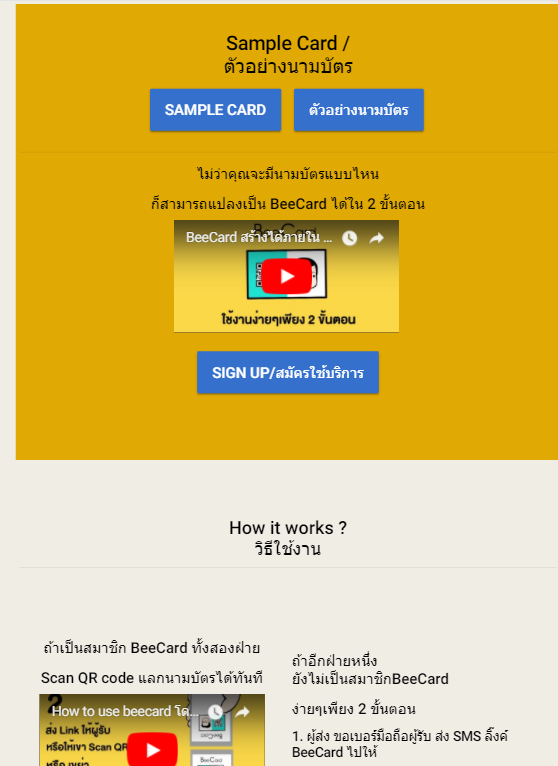 Sample Card /
ตัวอย่างนามบัตร
SAMPLE CARD
ตัวอย่างนามบัตร
ไม่ว่าคุณจะมีนามบัตรแบบไหน
ก็สามารถแปลงเป็น BeeCard ได้ใน 2 ขั้นตอน
BeeCard สร้างได้ภายใน ...
ใช้งานง่ายๆเพียง 2 ขั้นตอน
SIGN UP/สมัครใช้บริการ
How it works ?
วิธีใช้งาน
ถ้าเป็นสมาชิก BeeCard ทั้งสองฝ่าย
Scan QR code แลกนามบัตรได้ทันที
How to use beecard โด...
ส่ง Link ให้ผู้รับ
หรือให้เขา Scan QR
BeeCard
ถ้าอีกฝ่ายหนึ่ง
ยังไม่เป็นสมาชิกBeeCard
ง่ายๆเพียง 2 ขั้นตอน
1. ผู้ส่ง ขอเบอร์มือถือผู้รับ ส่ง SMS ลิ้งค์
BeeCard ไปให้